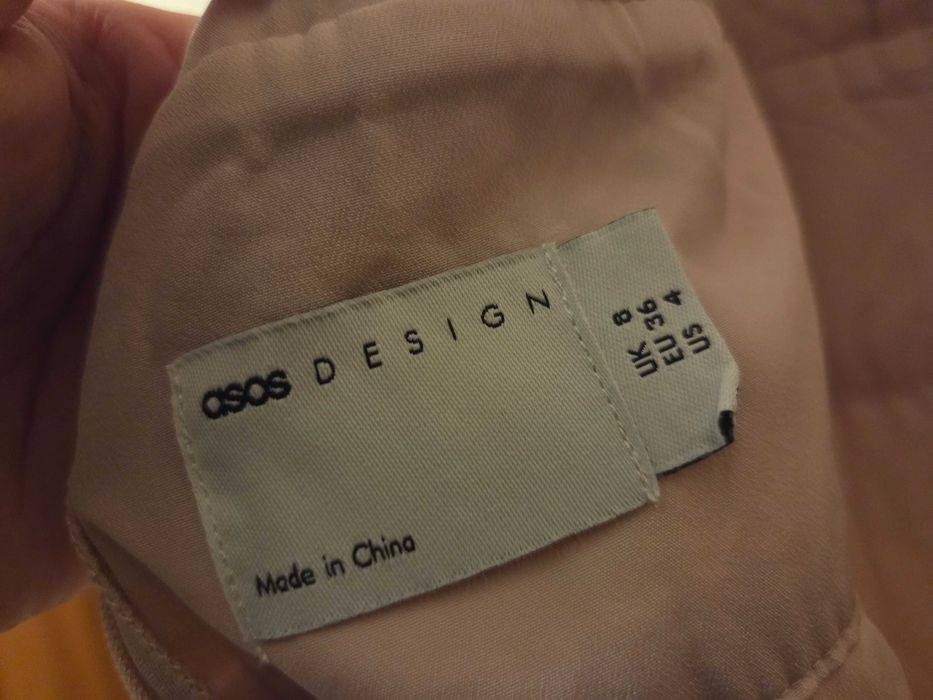 asos DESIGN
Made in China
UK 8
EU 36
US 4